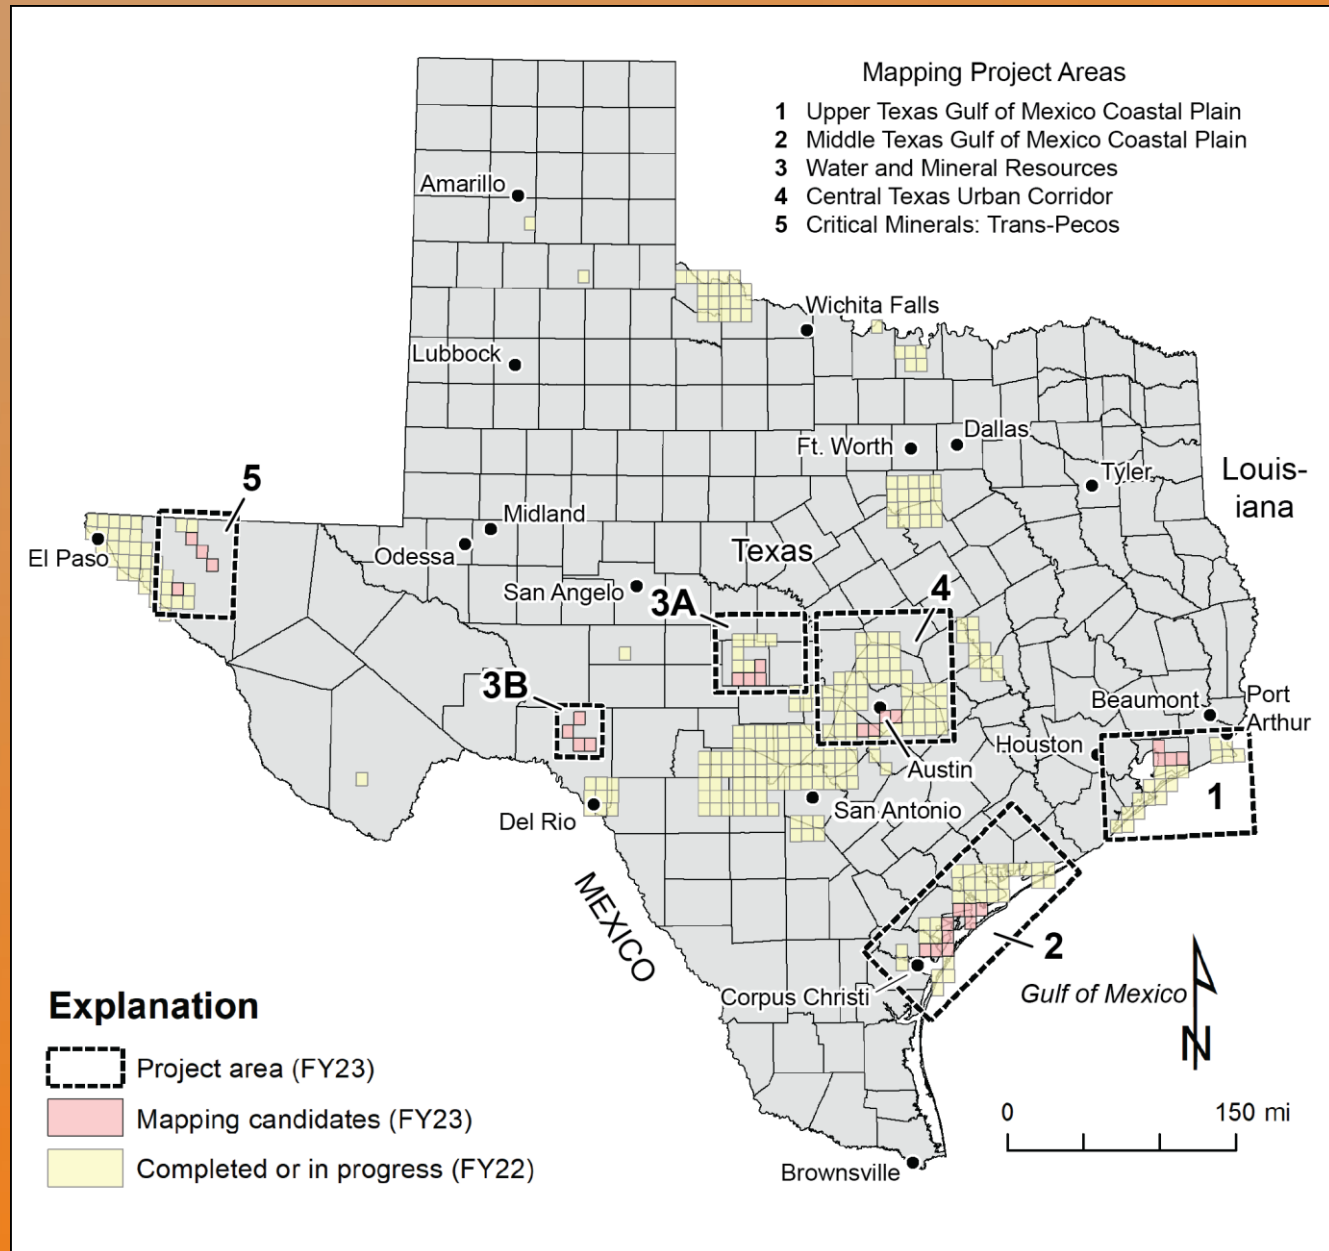 Mapping Project Areas
1 Upper Texas Gulf of Mexico Coastal Plain
2 Middle Texas Gulf of Mexico Coastal Plain
3 Water and Mineral Resources
4 Central Texas Urban Corridor
5 Critical Minerals: Trans-Pecos
Amarillo
Wichita Falls
Lubbock
Ft. Worth
Dallas
Tyler
Louis-
iana
5
Midland
El Paso
Odessa
Texas
San Angelo
3A
4
3B
Beaumont
Port
Arthur
Houston
Austin
1
Del Rio
San Antonio
MEXICO
2
Corpus Christi
Gulf of Mexico
N
Explanation
Project area (FY23)
Mapping candidates (FY23)
Completed or in progress (FY22)
0 150 mi
Brownsville